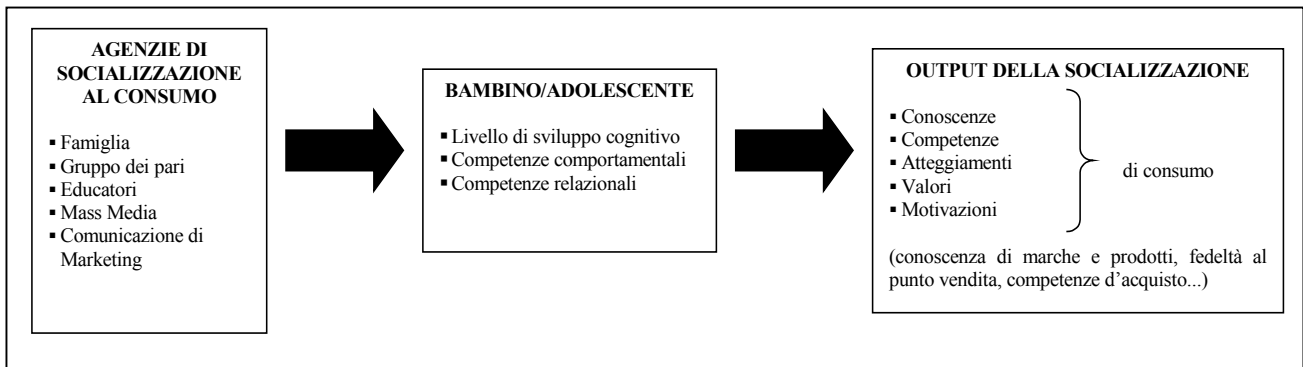 AGENZIE DI
SOCIALIZZAZIONE
AL CONSUMO
▪ Famiglia
▪ Gruppo dei pari
▪ Educatori
▪ Mass Media
▪ Comunicazione di
Marketing
BAMBINO/ADOLESCENTE
▪ Livello di sviluppo cognitivo
▪ Competenze comportamentali
▪ Competenze relazionali
OUTPUT DELLA SOCIALIZZAZIONE
▪ Conoscenze
▪ Competenze
▪ Atteggiamenti
▪ Valori
▪ Motivazioni
di consumo
(conoscenza di marche e prodotti, fedeltà al
punto vendita, competenze d’acquisto...)